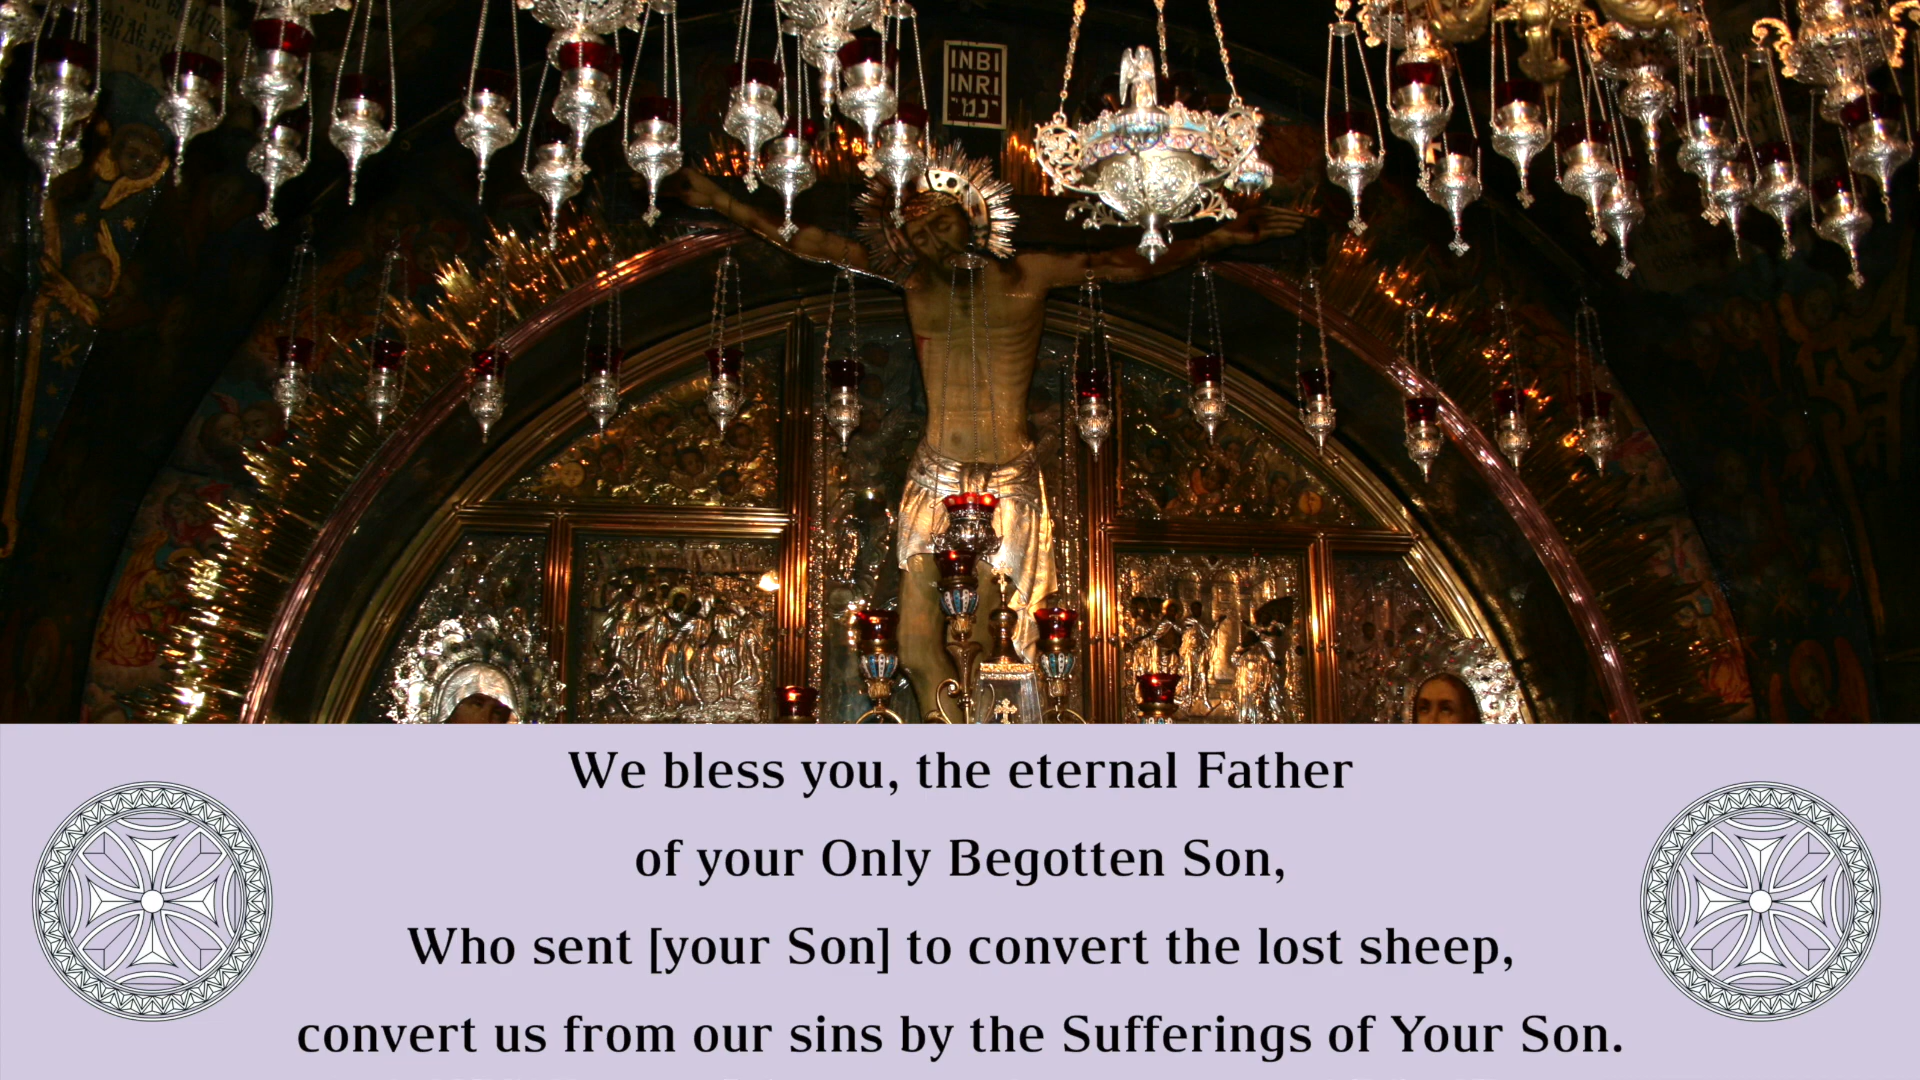 INBI
INRI
ינמי
We bless you, the eternal Father
of your Only Begotten Son,
Who sent [your Son] to convert the lost sheep,
convert us from our sins by the Sufferings of Your Son.